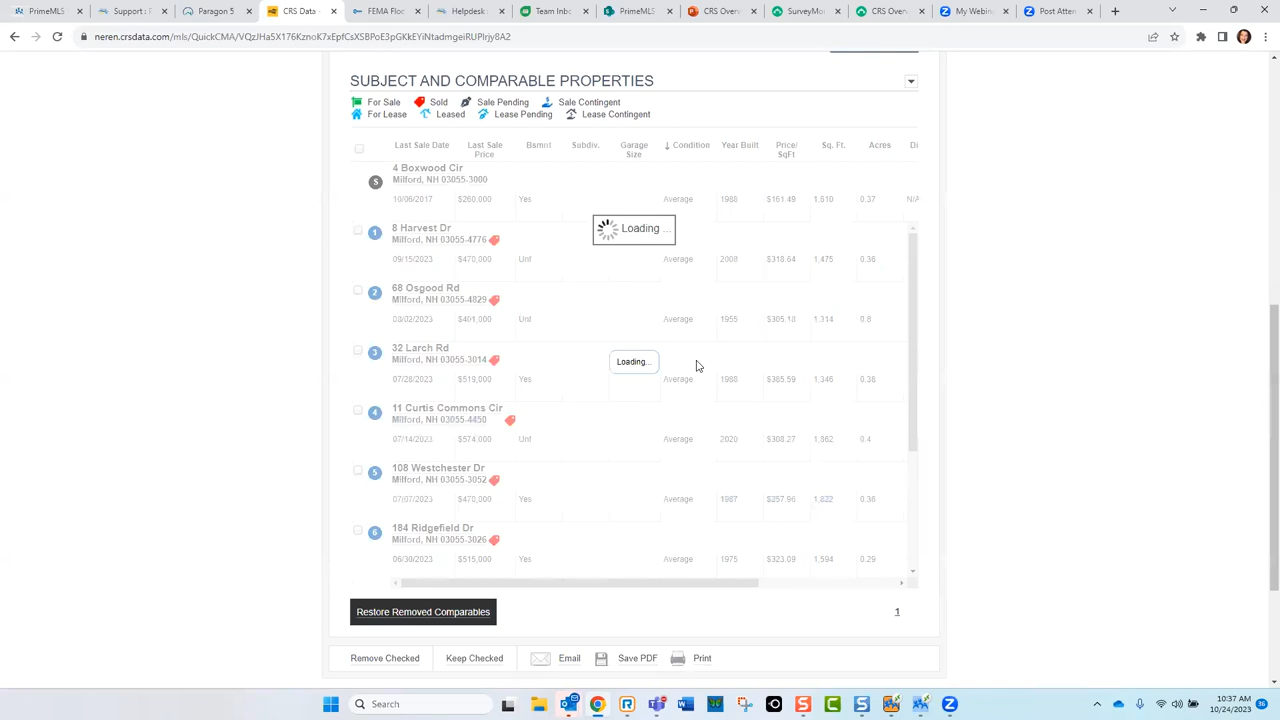 PrimeMLS
Support:: I
Paragon 5
CRS Data -
FEMA Floo
Helpdesk -
Team Inbo
PrimeMLS
SurveyMo
CRS Overv
My Webin
Post Atten
neren.crsdata.com/mls/QuickCMA/
SUBJECT AND COMPARABLE PROPERTIES
For Sale Sold Sale Pending Sale Contingent
For Lease Leased Lease Pending Lease Contingent
Last Sale Date Last Sale Price Bsmnt Subdiv. Garage Size ↓ Condition Year Built Price/ SqFt Sq. Ft. Acres Di
4 Boxwood Cir
S Milford, NH 03055-3000
10/06/2017 $260,000 Yes Average 1988 $161.49 1,610 0.37 N/A
Loading ...
8 Harvest Dr
1 Milford, NH 03055-4776
09/15/2023 $470,000 Unf Average 2008 $318.64 1,475 0.36
68 Osgood Rd
2 Milford, NH 03055-4829
08/02/2023 $401,000 Unf Average 1955 $305.18 1,314 0.8
32 Larch Rd
3 Milford, NH 03055-3014
Loading...
07/28/2023 $519,000 Yes Average 1988 $385.59 1,346 0.38
11 Curtis Commons Cir
4 Milford, NH 03055-4450
07/14/2023 $574,000 Unf Average 2020 $308.27 1,862 0.4
108 Westchester Dr
5 Milford, NH 03055-3052
07/07/2023 $470,000 Yes Average 1987 $257.96 1,822 0.36
184 Ridgefield Dr
6 Milford, NH 03055-3026
06/30/2023 $515,000 Yes Average 1975 $323.09 1,594 0.29
Restore Removed Comparables 1
Remove Checked Keep Checked Email Save PDF Print
Search
10:37 AM
10/24/2023